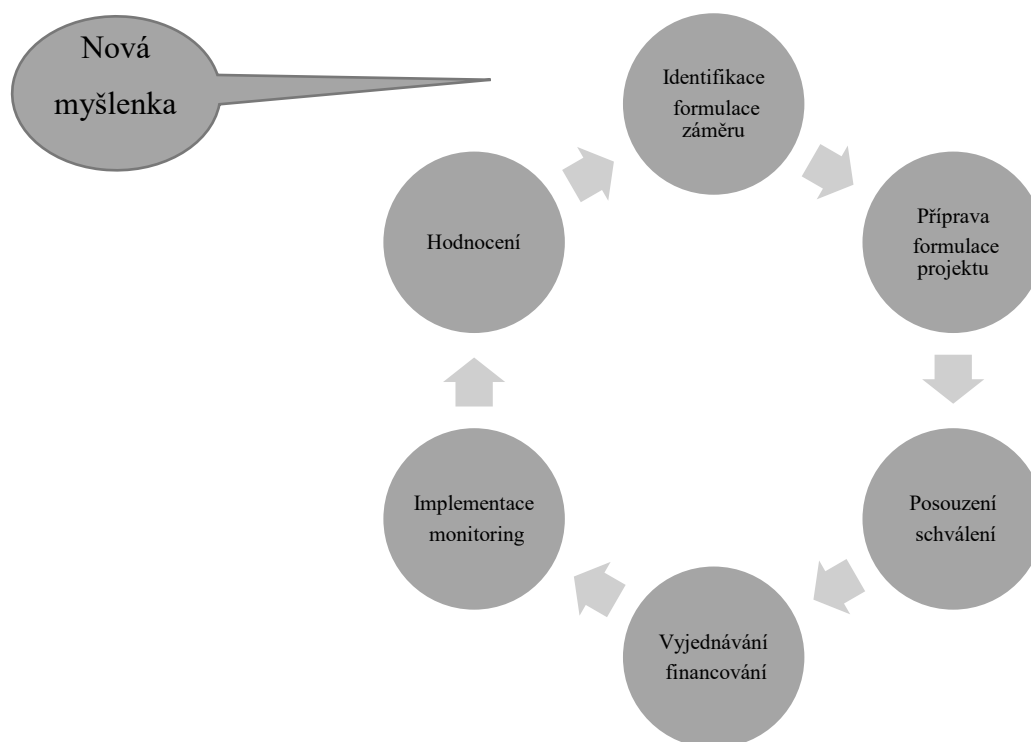 Nová
myšlenka
Identifikace
formulace
záměru
Příprava
formulace
projektu
Posouzení
schválení
Vyjednávání
financování
Implementace
monitoring
Hodnocení